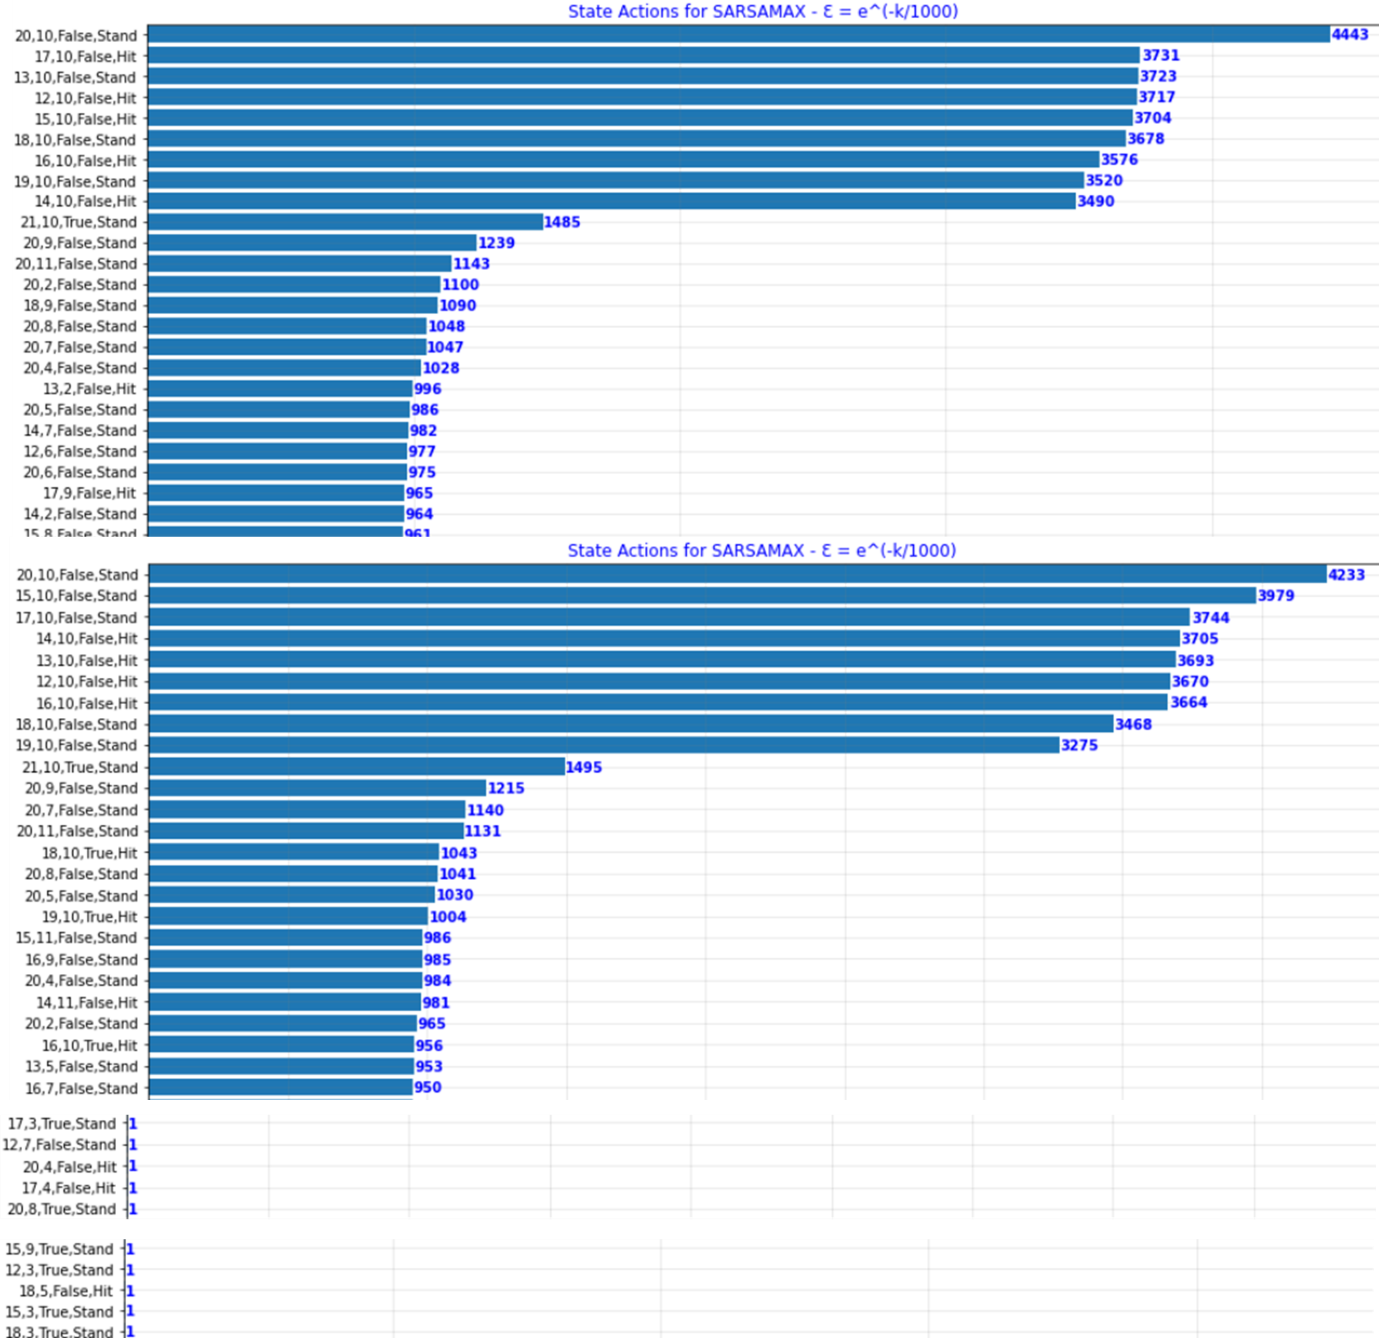 State Actions for SARSAMAX - Ɛ = e^(-k/1000)
20,10,False,Stand 4443
17,10,False,Hit 3731
13,10,False,Stand 3723
12,10,False,Hit 3717
15,10,False,Hit 3704
18,10,False,Stand 3678
16,10,False,Hit 3576
19,10,False,Stand 3520
14,10,False,Hit 3490
21,10,True,Stand 1485
20,9,False,Stand 1239
20,11,False,Stand 1143
20,2,False,Stand 1100
18,9,False,Stand 1090
20,8,False,Stand 1048
20,7,False,Stand 1047
20,4,False,Stand 1028
13,2,False,Hit 996
20,5,False,Stand 986
14,7,False,Stand 982
12,6,False,Stand 977
20,6,False,Stand 975
17,9,False,Hit 965
14,2,False,Stand 964
15,8,False,Stand 961
State Actions for SARSAMAX - Ɛ = e^(-k/1000)
20,10,False,Stand 4233
15,10,False,Stand 3979
17,10,False,Stand 3744
14,10,False,Hit 3705
13,10,False,Hit 3693
12,10,False,Hit 3670
16,10,False,Hit 3664
18,10,False,Stand 3468
19,10,False,Stand 3275
21,10,True,Stand 1495
20,9,False,Stand 1215
20,7,False,Stand 1140
20,11,False,Stand 1131
18,10,True,Hit 1043
20,8,False,Stand 1041
20,5,False,Stand 1030
19,10,True,Hit 1004
15,11,False,Stand 986
16,9,False,Stand 985
20,4,False,Stand 984
14,11,False,Hit 981
20,2,False,Stand 965
16,10,True,Hit 956
13,5,False,Stand 953
16,7,False,Stand 950
17,3,True,Stand 1
12,7,False,Stand 1
20,4,False,Hit 1
17,4,False,Hit 1
20,8,True,Stand 1
15,9,True,Stand 1
12,3,True,Stand 1
18,5,False,Hit 1
15,3,True,Stand 1
18,3,True,Stand 1